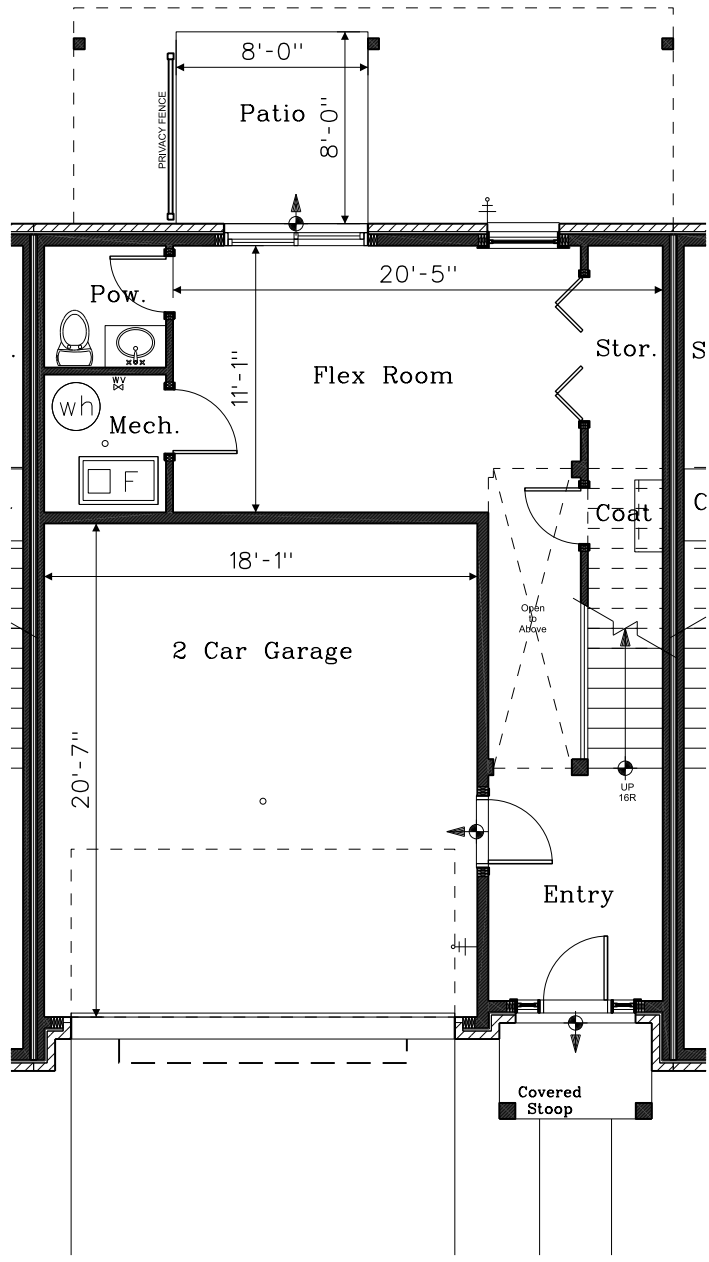 8'-0"
PRIVACY FENCE
Patio
8'-0"
Pow.
20'-5"
Stor.
S
Flex Room
11'-1"
WV
wh
Mech.
F
Coat
C
18'-1"
Open
to
Above
2 Car Garage
20'-7"
UP
16R
Entry
Covered
Stoop